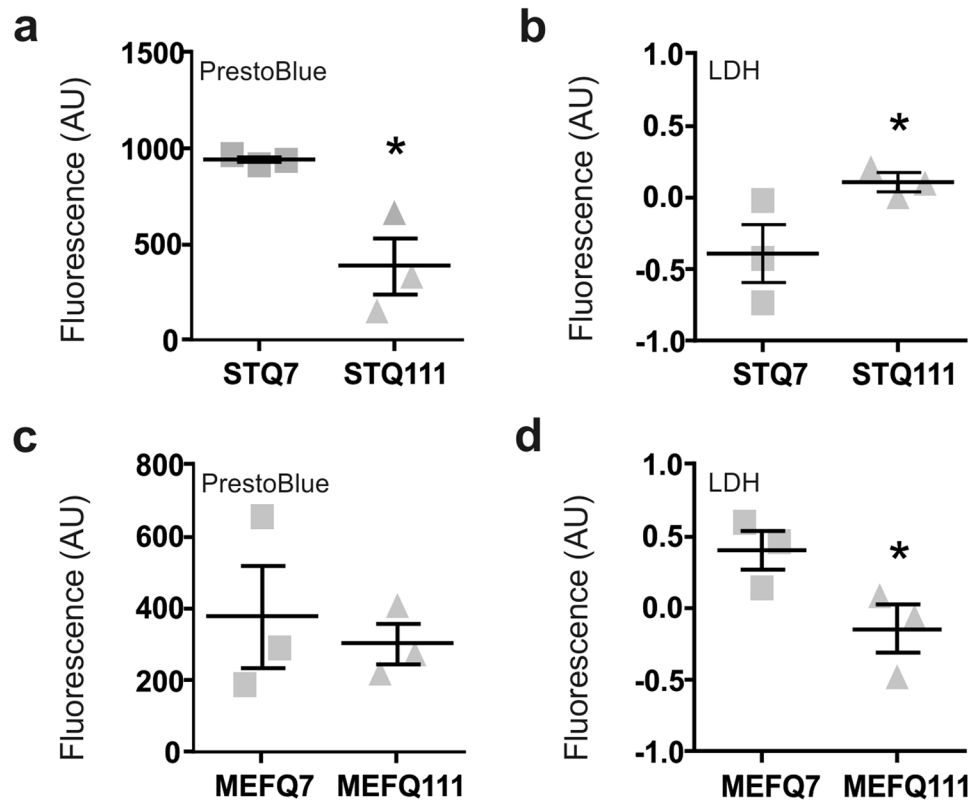 a
1500
PrestoBlue
1000
*
500
0
Fluorescence (AU)
STQ7 STQ111
b
1.0
LDH
0.5
*
0.0
-0.5
-1.0
Fluorescence (AU)
STQ7 STQ111
c
800
PrestoBlue
600
400
200
0
Fluorescence (AU)
MEFQ7 MEFQ111
d
1.0
LDH
0.5
*
0.0
-0.5
-1.0
Fluorescence (AU)
MEFQ7 MEFQ111